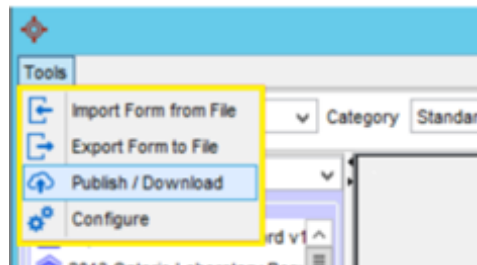 Tools
Import Form from File
Category Standar
Export Form to File
Publish / Download
Configure
rd v1